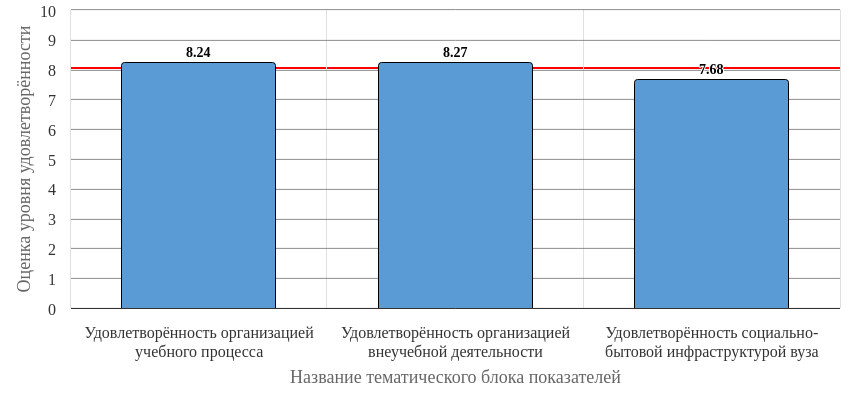 Оценка уровня удовлетворённости
10
9
8
7
6
5
4
3
2
1
0
8.24
8.27
7.68
Удовлетворённость организацией
учебного процесса
Удовлетворённость организацией
внеучебной деятельности
Удовлетворённость социально-
бытовой инфраструктурой вуза
Название тематического блока показателей